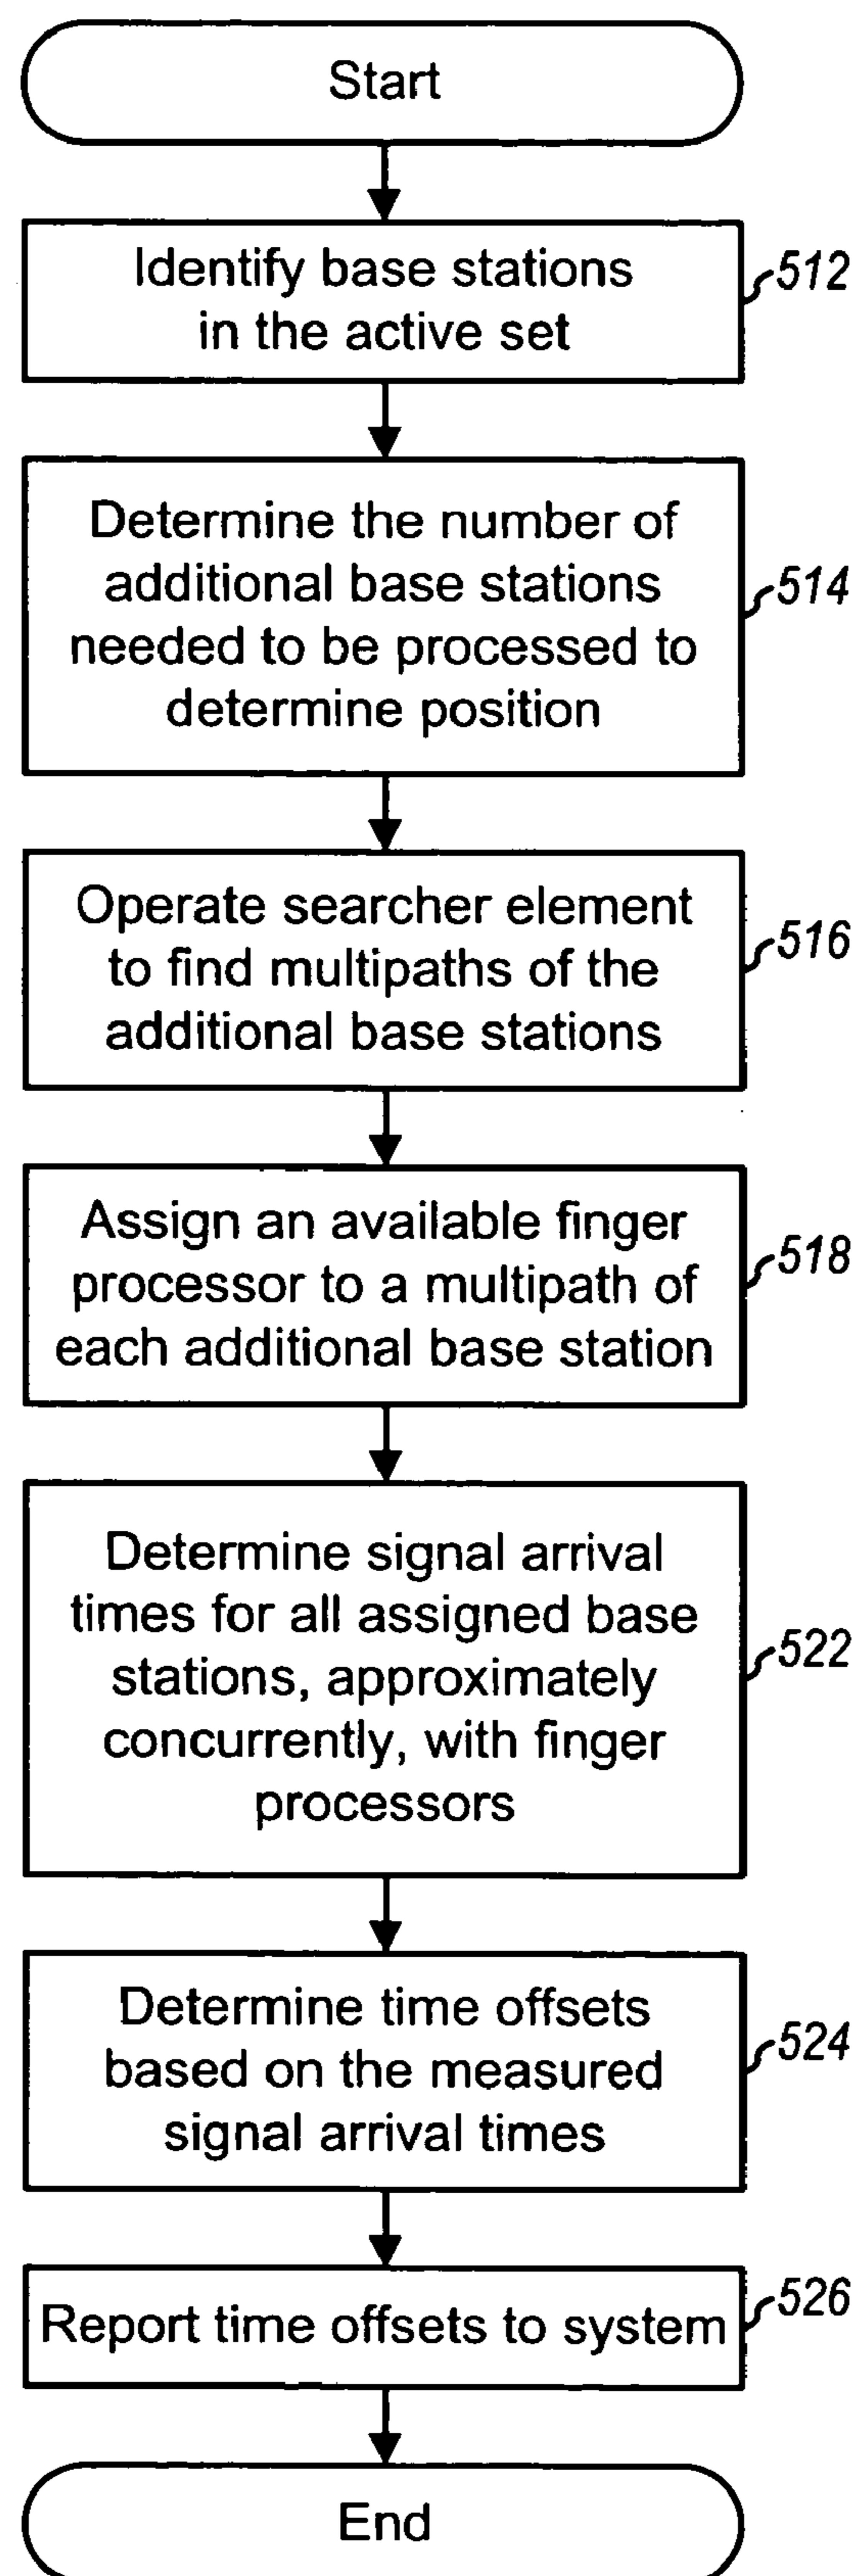 Start
Identify base stations
in the active set
512
Determine the number of
additional base stations
needed to be processed to
determine position
514
Operate searcher element
to find multipaths of the
additional base stations
516
Assign an available finger
processor to a multipath of
each additional base station
518
Determine signal arrival
times for all assigned base
stations, approximately
concurrently, with finger
processors
522
Determine time offsets
based on the measured
signal arrival times
524
Report time offsets to system
526
End